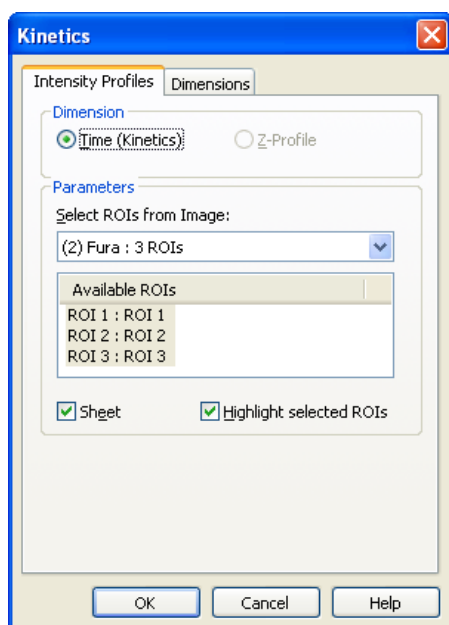 Kinetics
Intensity Profiles Dimensions
Dimension
Time (Kinetics) Z-Profile
Parameters
Select ROIs from Image:
(2) Fura : 3 ROIs
Available ROIs
ROI 1 : ROI 1
ROI 2 : ROI 2
ROI 3 : ROI 3
Sheet Highlight selected ROIs
OK Cancel Help